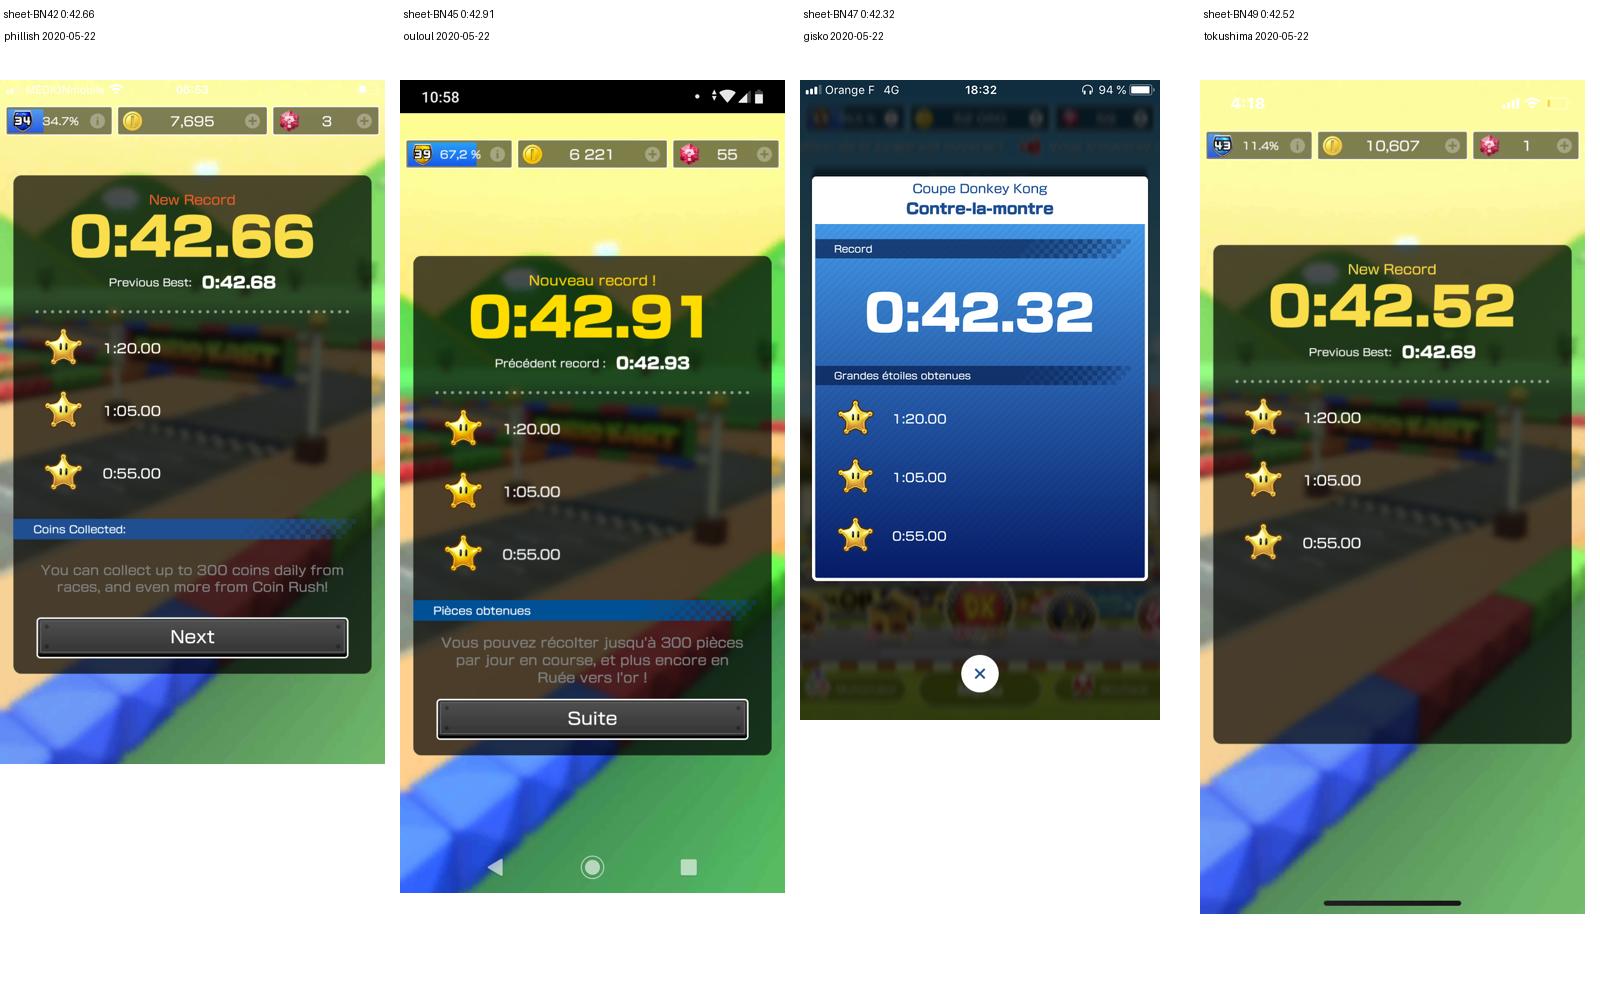 sheet-BN42 0:42.66
phillish 2020-05-22
06:53
34 34.7% 7,695 3
New Record
0:42.66
Previous Best: 0:42.68
1:20.00
1:05.00
0:55.00
Coins Collected:
You can collect up to 300 coins daily from
races, and even more from Coin Rush!
Next
sheet-BN45 0:42.91
ouloul 2020-05-22
10:58
39 67,2 % 6 221 55
Nouveau record !
0:42.91
Précédent record : 0:42.93
1:20.00
1:05.00
0:55.00
Pièces obtenues
Vous pouvez récolter jusqu'à 300 pièces
par jour en course, et plus encore en
Ruée vers l'or !
Suite
sheet-BN47 0:42.32
gisko 2020-05-22
Orange F 4G 18:32 94 %
Coupe Donkey Kong
Contre-la-montre
Record
0:42.32
Grandes étoiles obtenues
1:20.00
1:05.00
0:55.00
DK
sheet-BN49 0:42.52
tokushima 2020-05-22
4:18
43 11.4% 10,607 1
New Record
0:42.52
Previous Best: 0:42.69
1:20.00
1:05.00
0:55.00